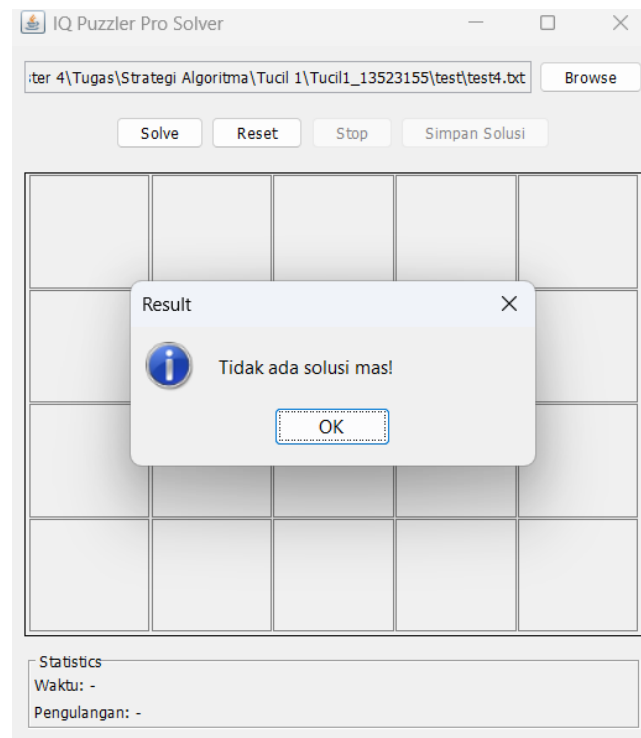 IQ Puzzler Pro Solver
ter 4\Tugas\Strategi Algoritma\Tucil 1\Tucil1_13523155\test\test4.txt Browse
Solve Reset Stop Simpan Solusi
Result
Tidak ada solusi mas!
OK
Statistics
Waktu: -
Pengulangan: -